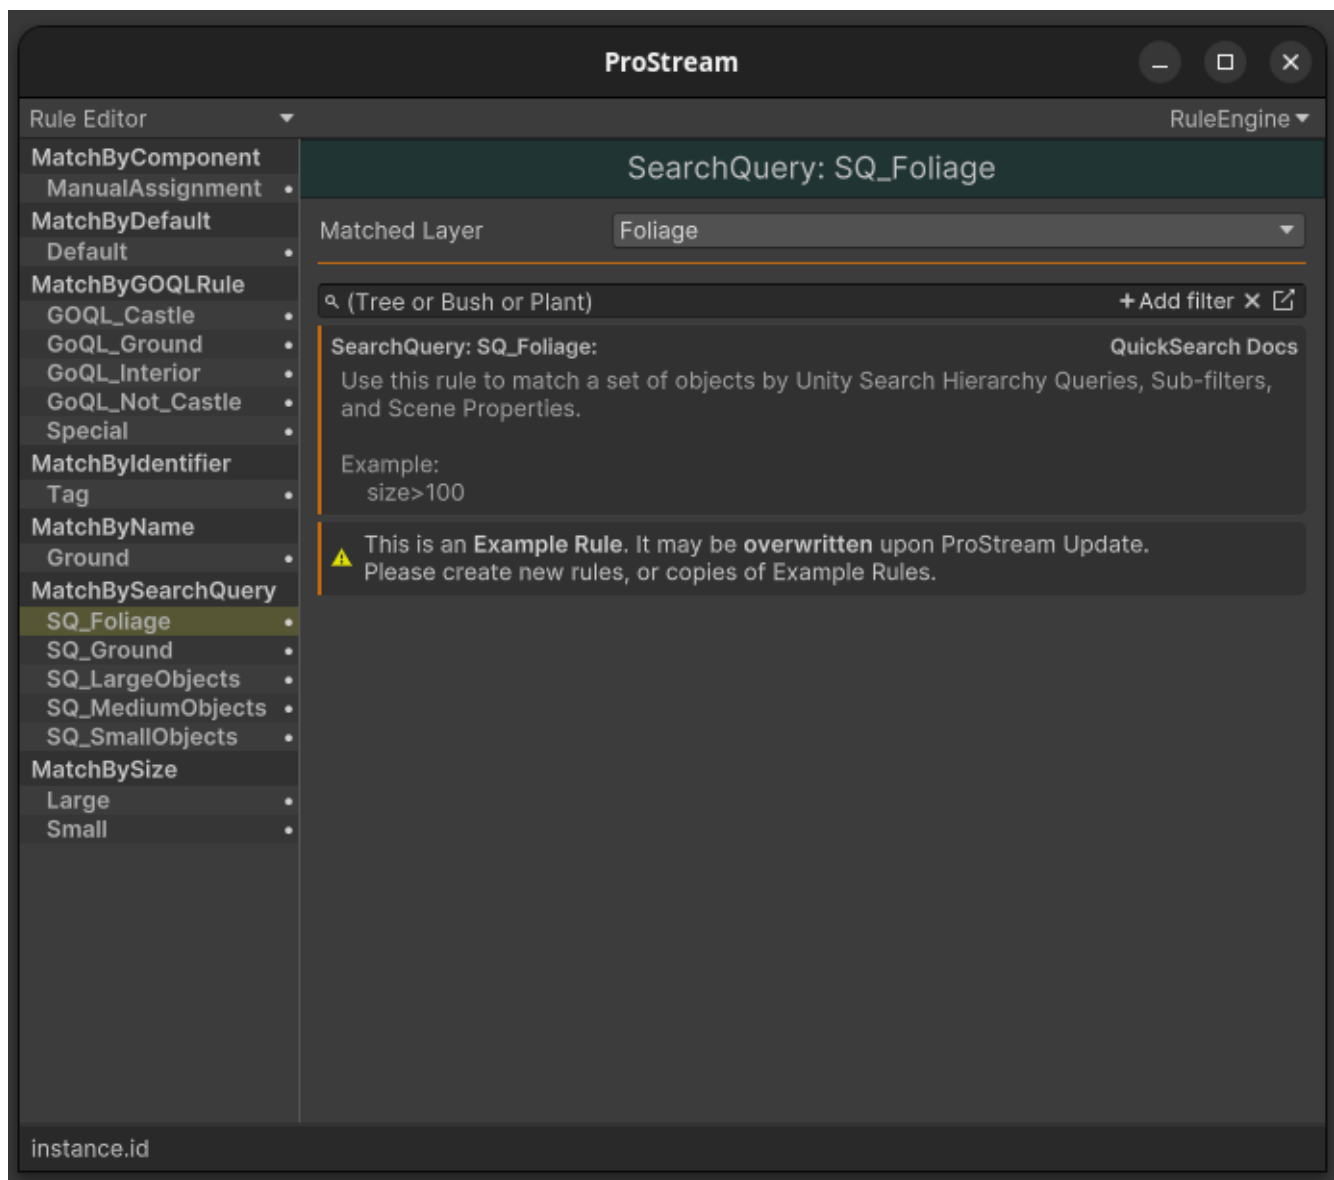 ProStream
Rule Editor
RuleEngine
MatchByComponent
ManualAssignment
MatchByDefault
Default
MatchByGOQLRule
GOQL_Castle
GoQL_Ground
GoQL_Interior
GoQL_Not_Castle
Special
MatchByIdentifier
Tag
MatchByName
Ground
MatchBySearchQuery
SQ_Foliage
SQ_Ground
SQ_LargeObjects
SQ_MediumObjects
SQ_SmallObjects
MatchBySize
Large
Small
SearchQuery: SQ_Foliage
Matched Layer Foliage
(Tree or Bush or Plant) +Add filter
SearchQuery: SQ_Foliage: QuickSearch Docs
Use this rule to match a set of objects by Unity Search Hierarchy Queries, Sub-filters,
and Scene Properties.
Example:
size>100
This is an Example Rule. It may be overwritten upon ProStream Update.
Please create new rules, or copies of Example Rules.
instance.id